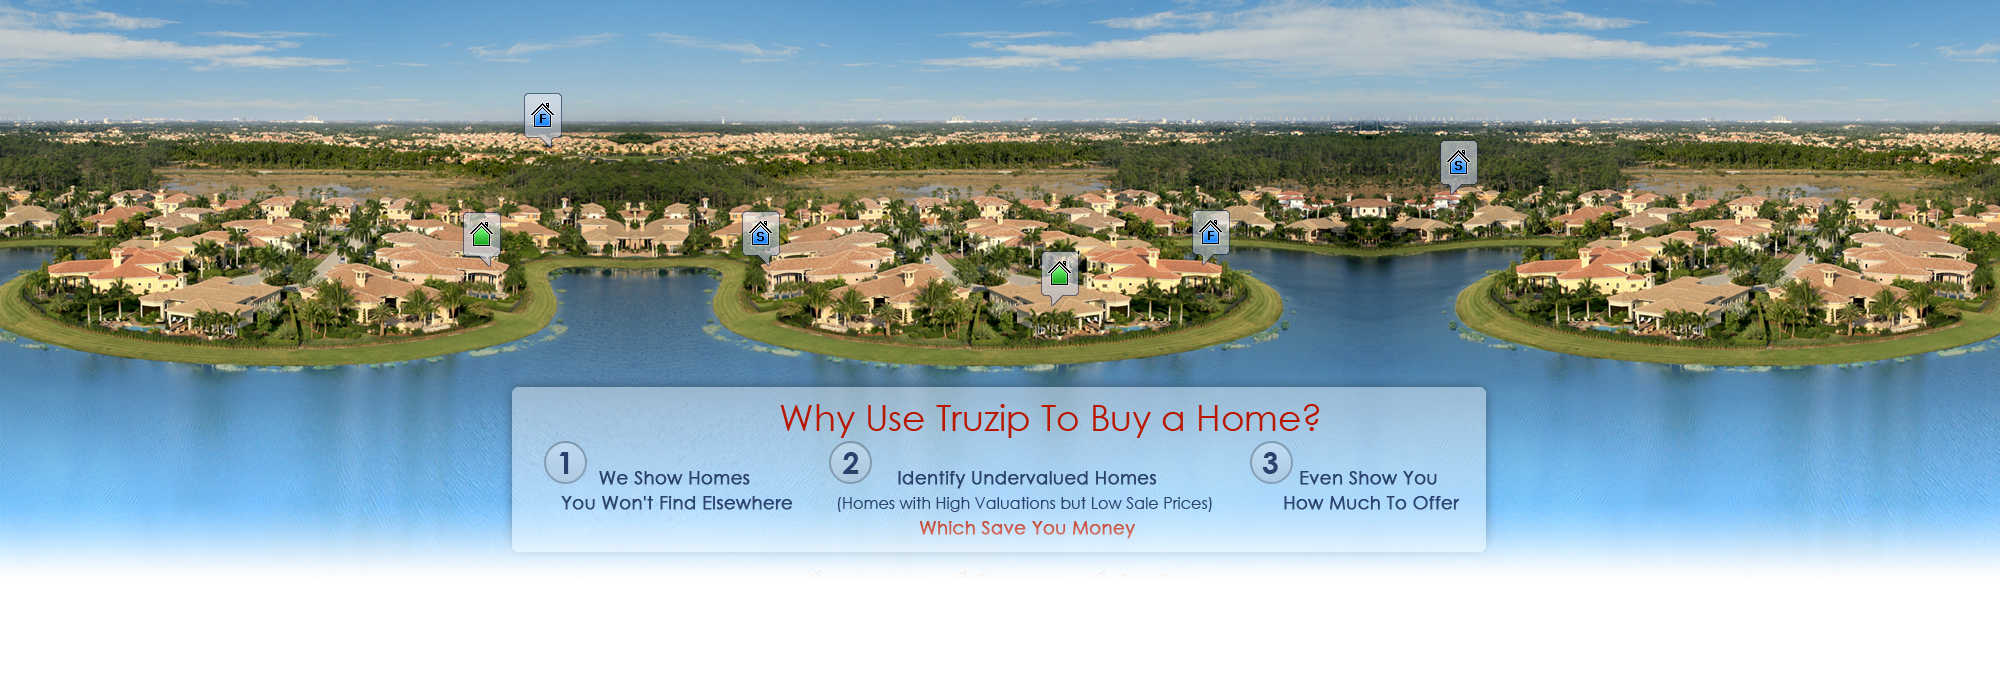 F
S
S
F
Why Use Truzip To Buy a Home?
1
We Show Homes
You Won't Find Elsewhere
2
Identify Undervalued Homes
(Homes with High Valuations but Low Sale Prices)
Which Save You Money
3
Even Show You
How Much To Offer